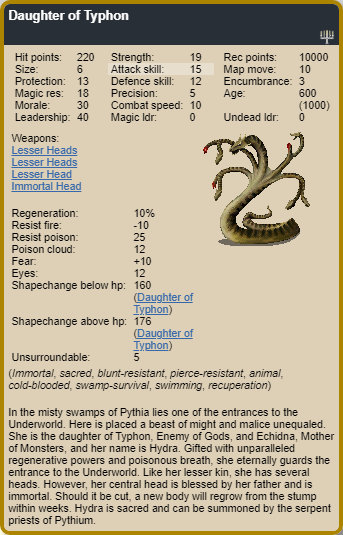 Daughter of Typhon
Hit points: 220 Strength: 19 Rec points: 10000
Size: 6 Attack skill: 15 Map move: 10
Protection: 13 Defence skill: 12 Encumbrance: 3
Magic res: 18 Precision: 5 Age: 600
Morale: 30 Combat speed: 10 (1000)
Leadership: 40 Magic ldr: 0 Undead ldr: 0
Weapons:
Lesser Heads
Lesser Heads
Lesser Head
Immortal Head
Regeneration: 10%
Resist fire: -10
Resist poison: 25
Poison cloud: 12
Fear: +10
Eyes: 12
Shapechange below hp: 160
(Daughter of
Typhon)
Shapechange above hp: 176
(Daughter of
Typhon)
Unsurroundable: 5
(Immortal, sacred, blunt-resistant, pierce-resistant, animal,
cold-blooded, swamp-survival, swimming, recuperation)
In the misty swamps of Pythia lies one of the entrances to the
Underworld. Here is placed a beast of might and malice unequaled.
She is the daughter of Typhon, Enemy of Gods, and Echidna, Mother
of Monsters, and her name is Hydra. Gifted with unparalleled
regenerative powers and poisonous breath, she eternally guards the
entrance to the Underworld. Like her lesser kin, she has several
heads. However, her central head is blessed by her father and is
immortal. Should it be cut, a new body will regrow from the stump
within weeks. Hydra is sacred and can be summoned by the serpent
priests of Pythium.